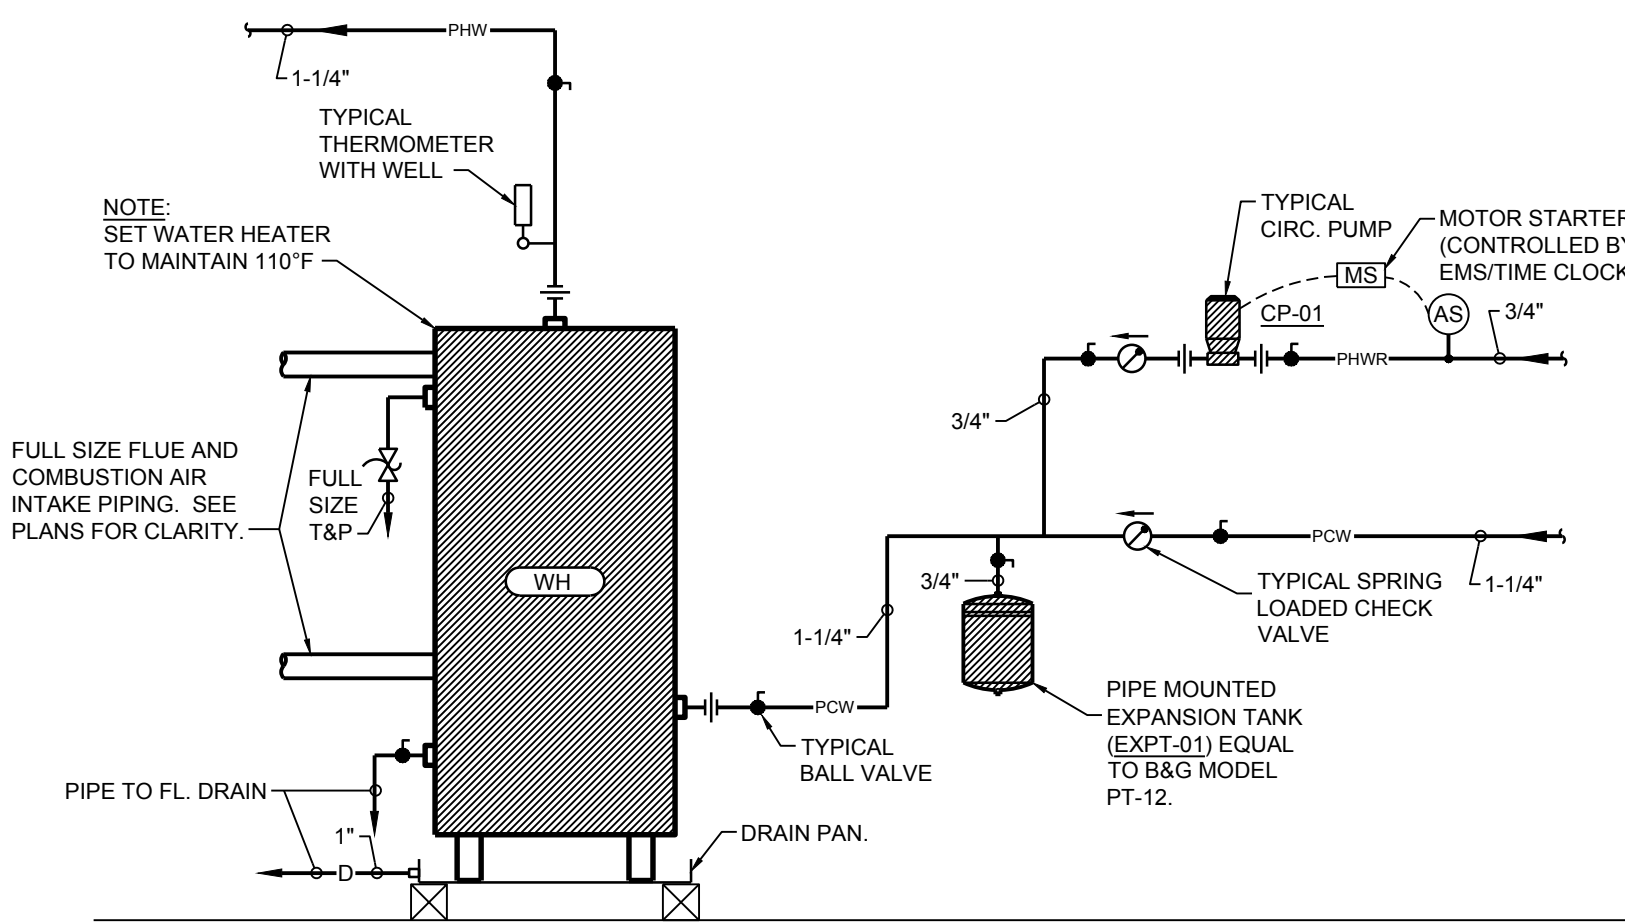 PHW
1-1/4"
TYPICAL
THERMOMETER
WITH WELL
NOTE:
SET WATER HEATER
TO MAINTAIN 110°F
TYPICAL
CIRC. PUMP
MOTOR STARTER
(CONTROLLED BY
EMS/TIME CLOCK
MS
CP-01
AS
3/4"
PHWR
3/4"
FULL SIZE FLUE AND
COMBUSTION AIR
INTAKE PIPING. SEE
PLANS FOR CLARITY.
FULL
SIZE
T&P
WH
PCW
1-1/4"
TYPICAL SPRING
LOADED CHECK
VALVE
3/4"
1-1/4"
PIPE MOUNTED
EXPANSION TANK
(EXPT-01) EQUAL
TO B&G MODEL
PT-12.
PCW
TYPICAL
BALL VALVE
PIPE TO FL. DRAIN
1"
D
DRAIN PAN.